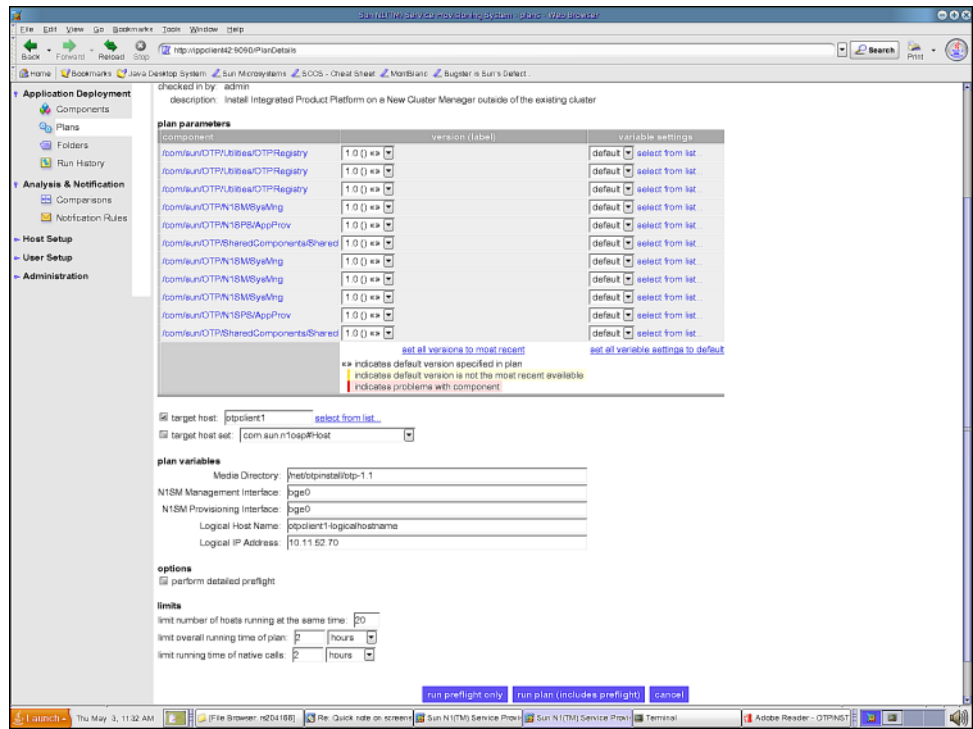 Sun N1(TM) Service Provisioning System - plans - Web Browser
File Edit View Go Bookmarks Tools Window Help
Back Forward Reload Stop
http://ippclient42:9090/PlanDetails
Search
Print
Home Bookmarks Java Desktop System Sun Microsystems SCCS - Cheat Sheet MontBlanc Bugster is Sun's Defect...
Application Deployment
Components
Plans
Folders
Run History
Analysis & Notification
Comparisons
Notification Rules
Host Setup
User Setup
Administration
checked in by: admin
description: Install Integrated Product Platform on a New Cluster Manager outside of the existing cluster
plan parameters
component version (label) variable settings
/com/sun/OTP/Utilities/OTPRegistry 1.0 () «» default select from list...
/com/sun/OTP/Utilities/OTPRegistry 1.0 () «» default select from list...
/com/sun/OTP/Utilities/OTPRegistry 1.0 () «» default select from list...
/com/sun/OTP/N1SM/SysMng 1.0 () «» default select from list...
/com/sun/OTP/N1SPS/AppProv 1.0 () «» default select from list...
/com/sun/OTP/SharedComponents/Shared 1.0 () «» default select from list...
/com/sun/OTP/N1SM/SysMng 1.0 () «» default select from list...
/com/sun/OTP/N1SM/SysMng 1.0 () «» default select from list...
/com/sun/OTP/N1SM/SysMng 1.0 () «» default select from list...
/com/sun/OTP/N1SPS/AppProv 1.0 () «» default select from list...
/com/sun/OTP/SharedComponents/Shared 1.0 () «» default select from list...
set all versions to most recent set all variable settings to default
«» indicates default version specified in plan
indicates default version is not the most recent available
indicates problems with component
target host: otpclient1 select from list...
target host set: com.sun.n1osp#Host
plan variables
Media Directory: /net/otpinstall/otp-1.1
N1SM Management Interface: bge0
N1SM Provisioning Interface: bge0
Logical Host Name: otpclient1-logicalhostname
Logical IP Address: 10.11.52.70
options
perform detailed preflight
limits
limit number of hosts running at the same time: 20
limit overall running time of plan: 2 hours
limit running time of native calls: 2 hours
run preflight only run plan (includes preflight) cancel
Launch Thu May 3, 11:32 AM [File Browser: rs204166] Re: Quick note on screens Sun N1(TM) Service Provi Sun N1(TM) Service Provi Terminal Adobe Reader - OTPINST